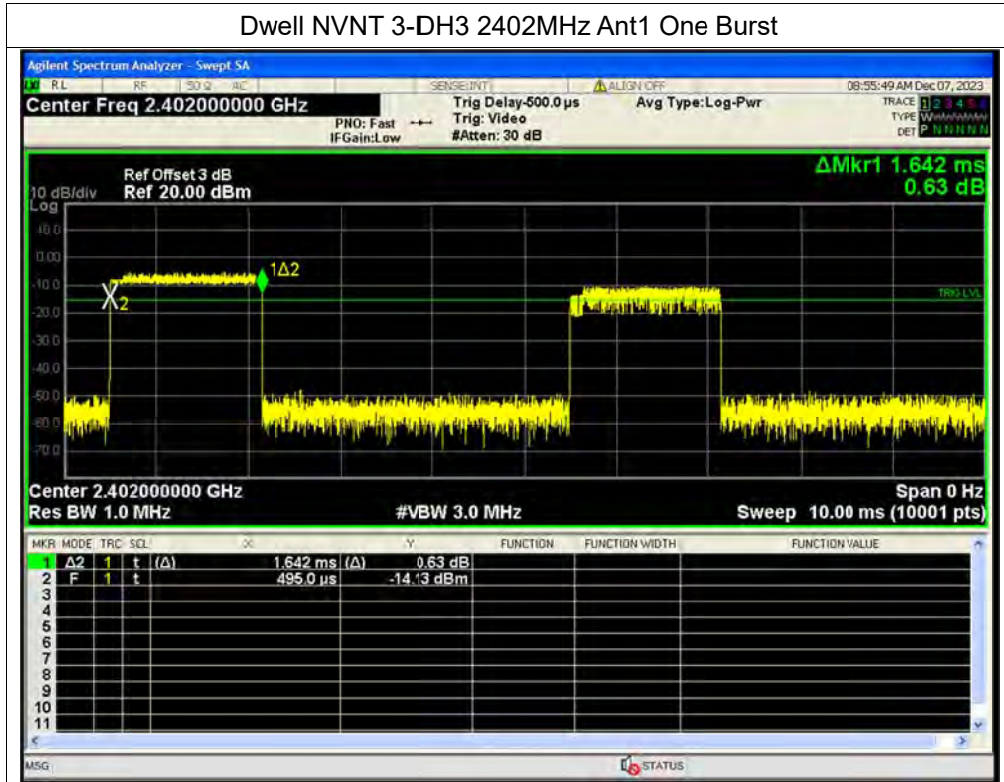 Dwell NVNT 3-DH3 2402MHz Ant1 One Burst
Agilent Spectrum Analyzer - Swept SA
RL RF 50 Ω AC SENSE:INT ALIGN OFF 08:55:49 AM Dec 07, 2023
Center Freq 2.402000000 GHz Trig Delay-500.0 µs Avg Type:Log-Pwr TRACE 1 2 3 4 5 6
PNO: Fast Trig: Video TYPE
IFGain:Low #Atten: 30 dB DET P N N N N N
ΔMkr1 1.642 ms
0.63 dB
Ref Offset 3 dB
10 dB/div Ref 20.00 dBm
Log
10.0
0.00
-10.0
-20.0
-30.0
-40.0
-50.0
-60.0
-70.0
1Δ2
2
TRIG LVL
Center 2.402000000 GHz Span 0 Hz
Res BW 1.0 MHz #VBW 3.0 MHz Sweep 10.00 ms (10001 pts)
MKR MODE TRC SCL X Y FUNCTION FUNCTION WIDTH FUNCTION VALUE
1 Δ2 1 t (Δ) 1.642 ms (Δ) 0.63 dB
2 F 1 t 495.0 µs -14.13 dBm
3
4
5
6
7
8
9
10
11
MSG STATUS